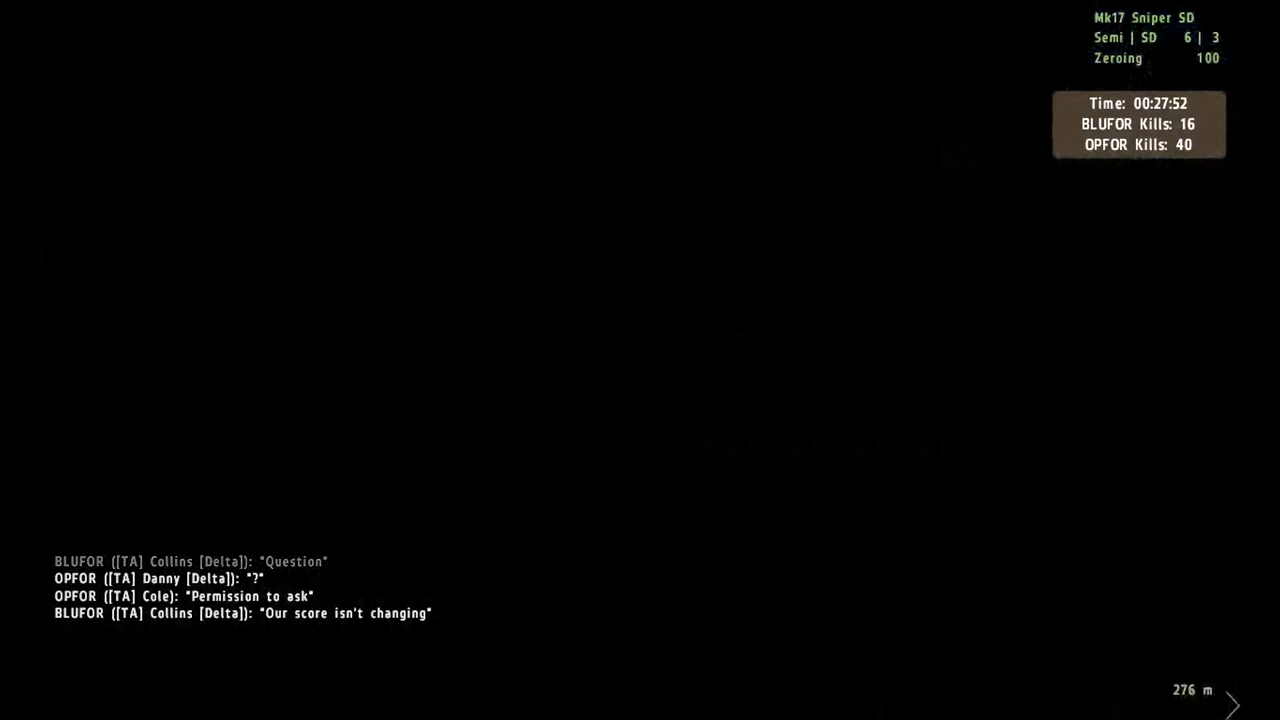 Mk17 Sniper SD
Semi | SD 6 | 3
Zeroing 100
Time: 00:27:52
BLUFOR Kills: 16
OPFOR Kills: 40
BLUFOR ([TA] Collins [Delta]): "Question"
OPFOR ([TA] Danny [Delta]): "?"
OPFOR ([TA] Cole): "Permission to ask"
BLUFOR ([TA] Collins [Delta]): "Our score isn't changing"
276 m